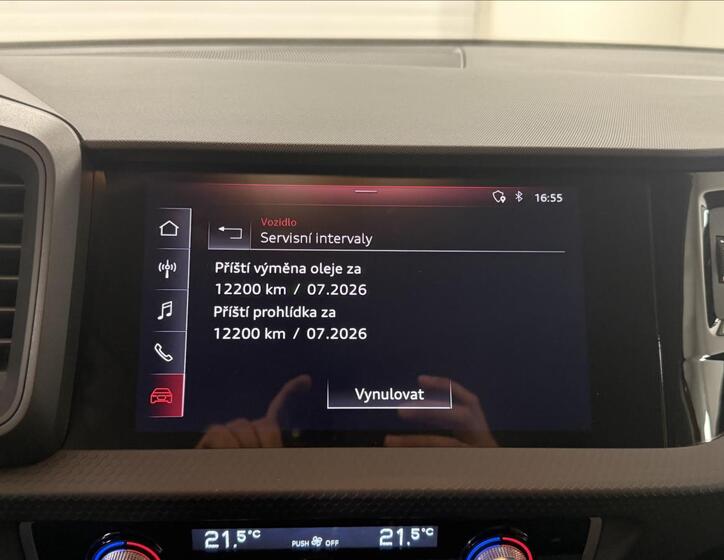 16:55
Vozidlo
Servisní intervaly
Příští výměna oleje za
12200 km / 07.2026
Příští prohlídka za
12200 km / 07.2026
Vynulovat
21.5°C PUSH OFF 21.5°C